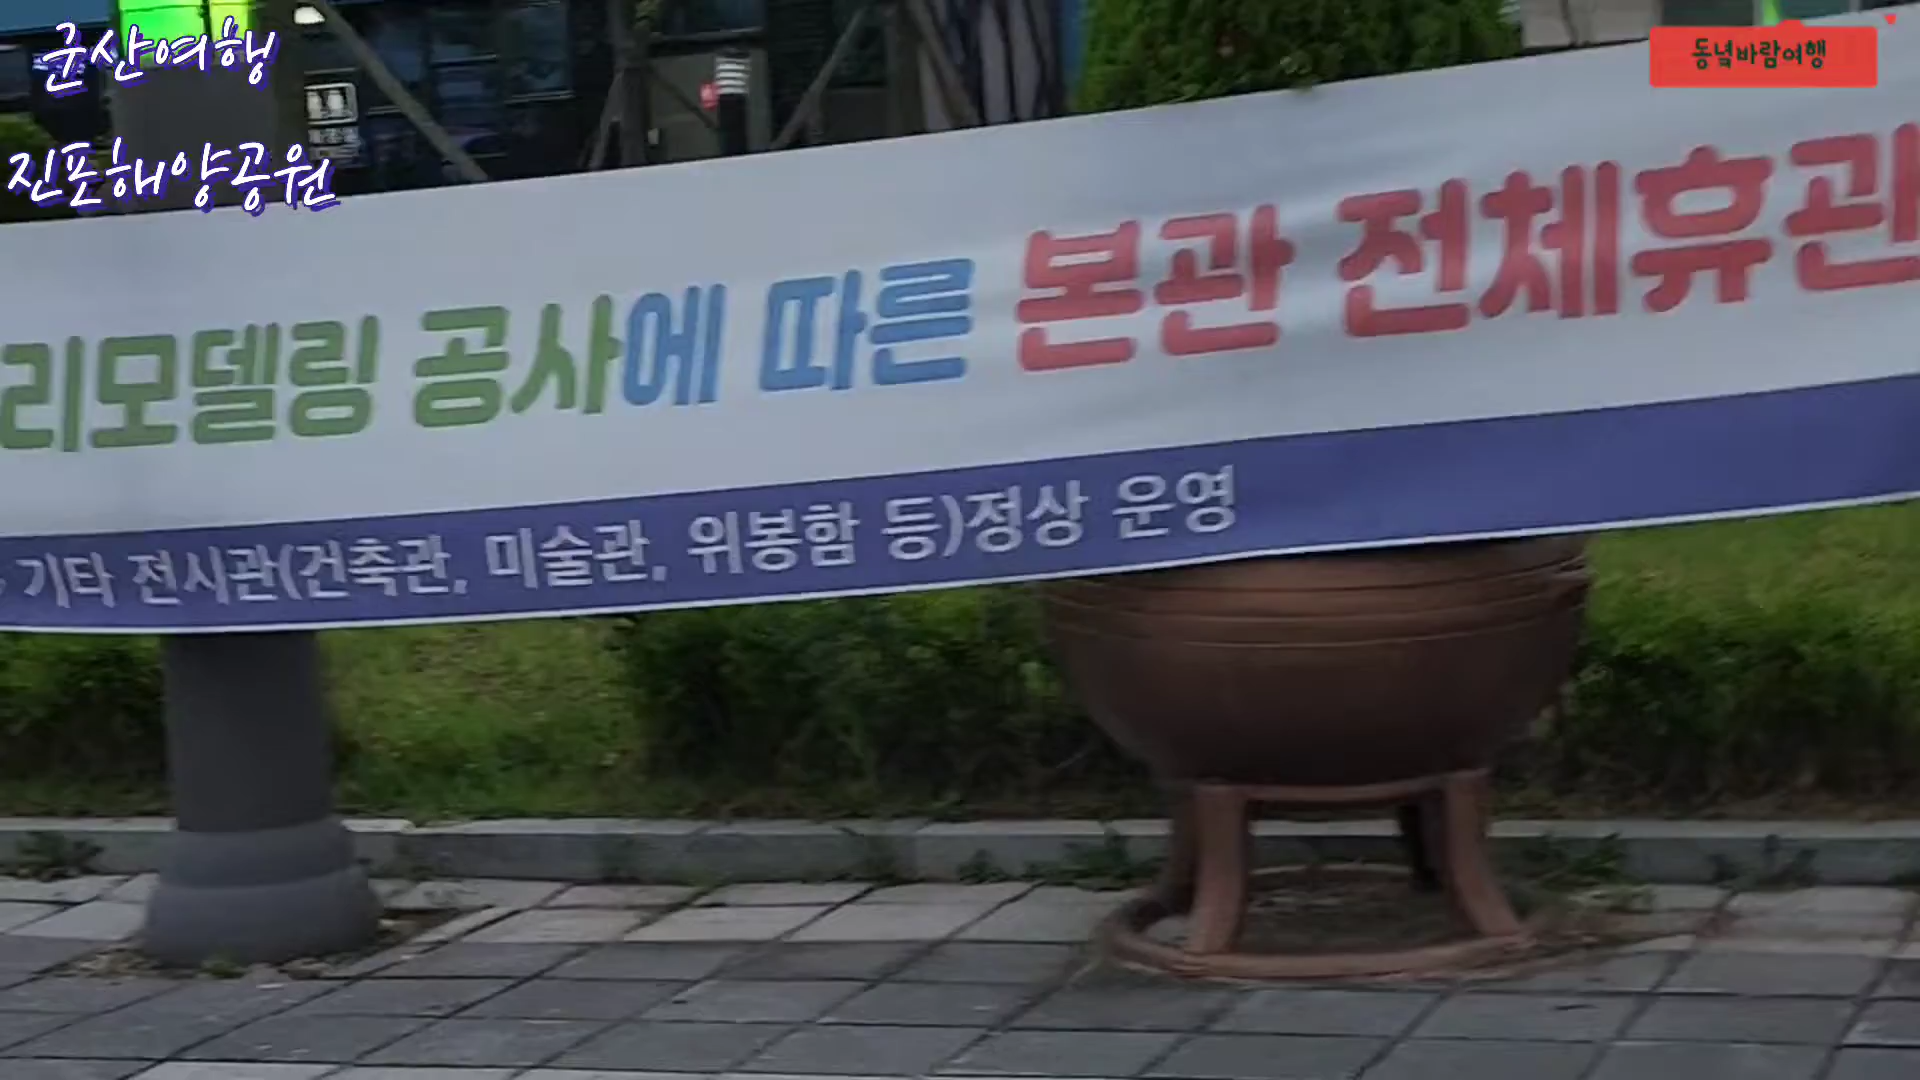 군산여행
동녘바람여행
진포해양공원
리모델링 공사에 따른 본관 전체휴관
기타 전시관(건축관, 미술관, 위봉함 등)정상 운영